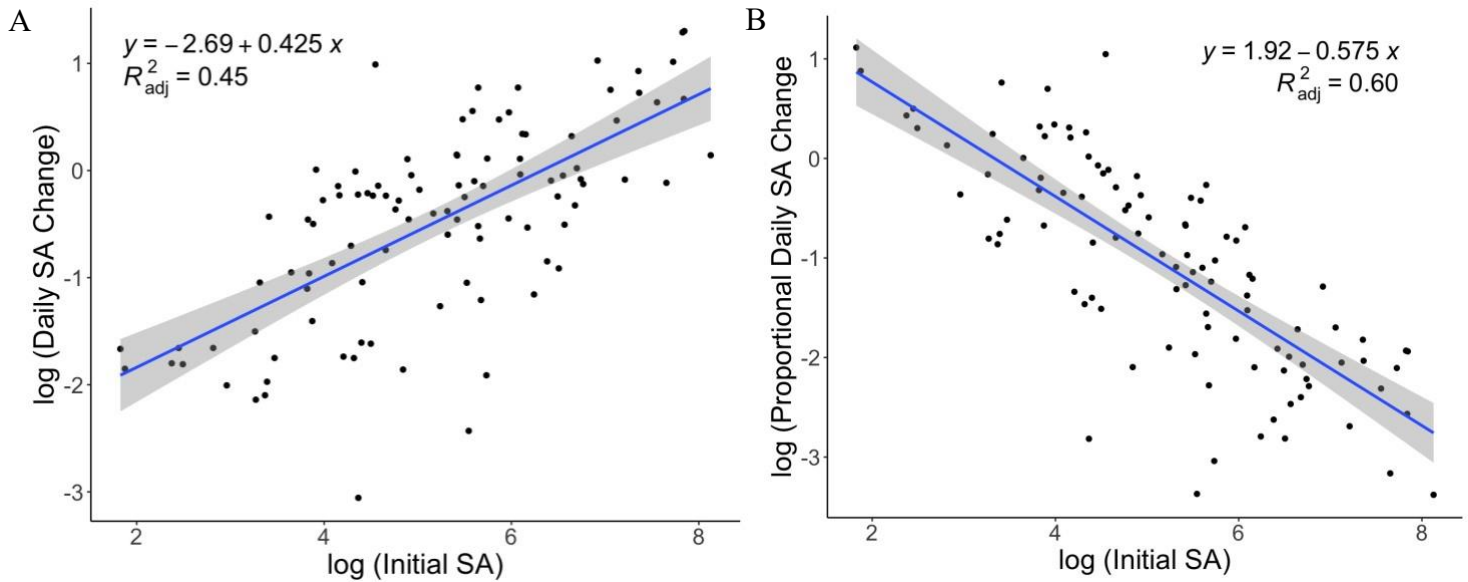 A
y = −2.69 + 0.425 x
R²adj = 0.45
log (Daily SA Change)
1
0
-1
-2
-3
2 4 6 8
log (Initial SA)
B
y = 1.92 − 0.575 x
R²adj = 0.60
log (Proportional Daily SA Change
1
0
-1
-2
-3
2 4 6 8
log (Initial SA)